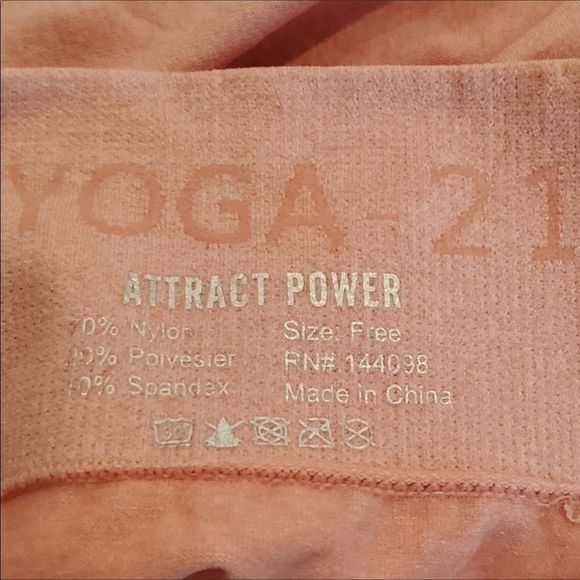 YOGA-21
ATTRACT POWER
70% Nylon
Size: Free
Polyester
RN#: 144098
Spandex
Made in China